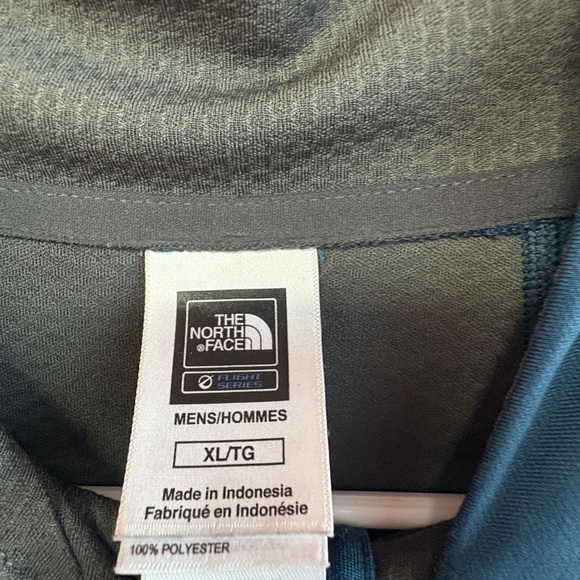 THE
NORTH
®FACE
FLIGHT
SERIES
MENS/HOMMES
XL/TG
Made in Indonesia
Fabriqué en Indonésie
100% POLYESTER